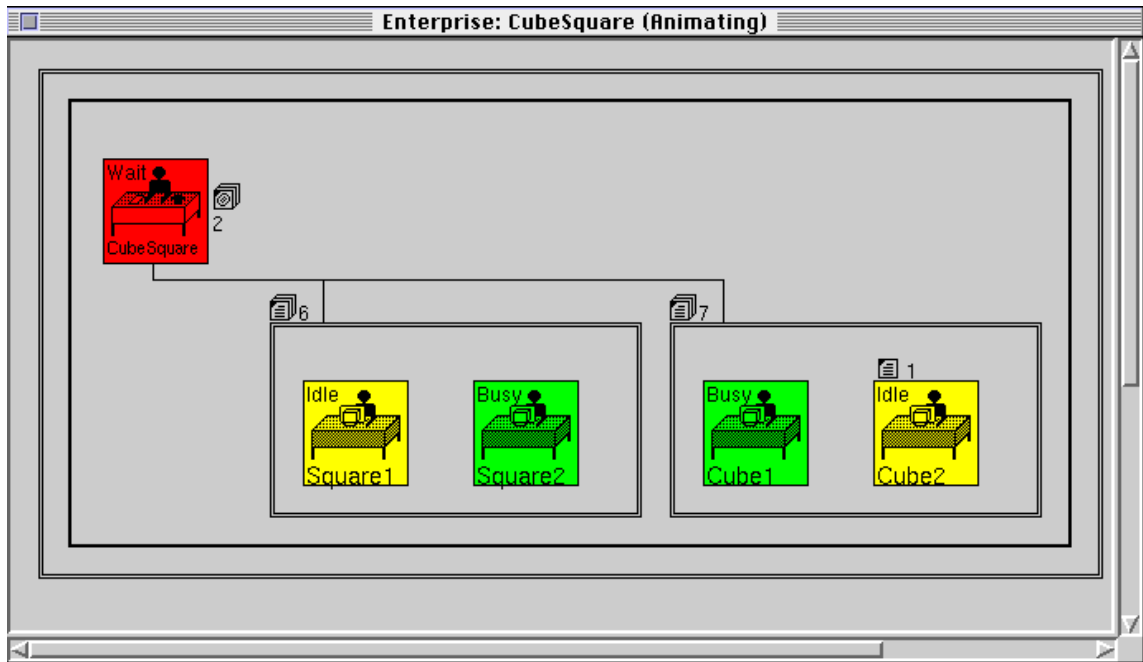 Enterprise: CubeSquare (Animating)
Wait
2
CubeSquare
6
7
1
Idle
Busy
Busy
Idle
Square1
Square2
Cube1
Cube2